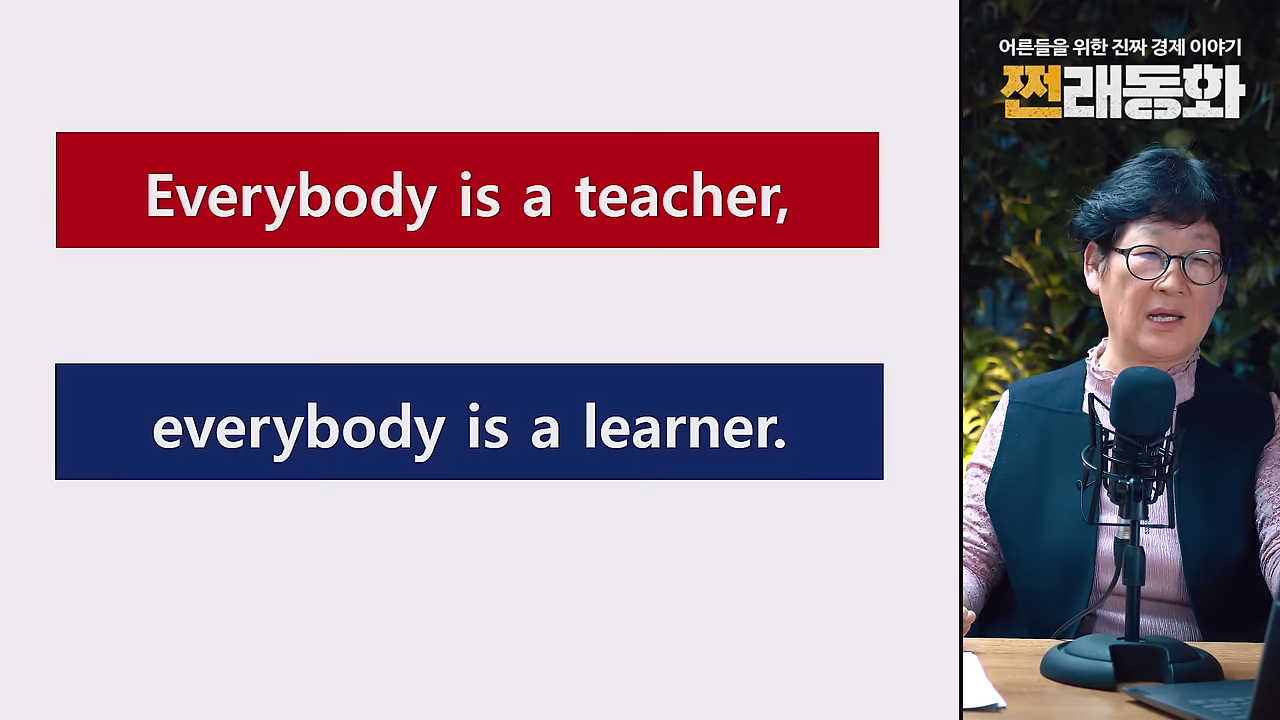 Everybody is a teacher,
everybody is a learner.
어른들을 위한 진짜 경제 이야기
쩐래동화